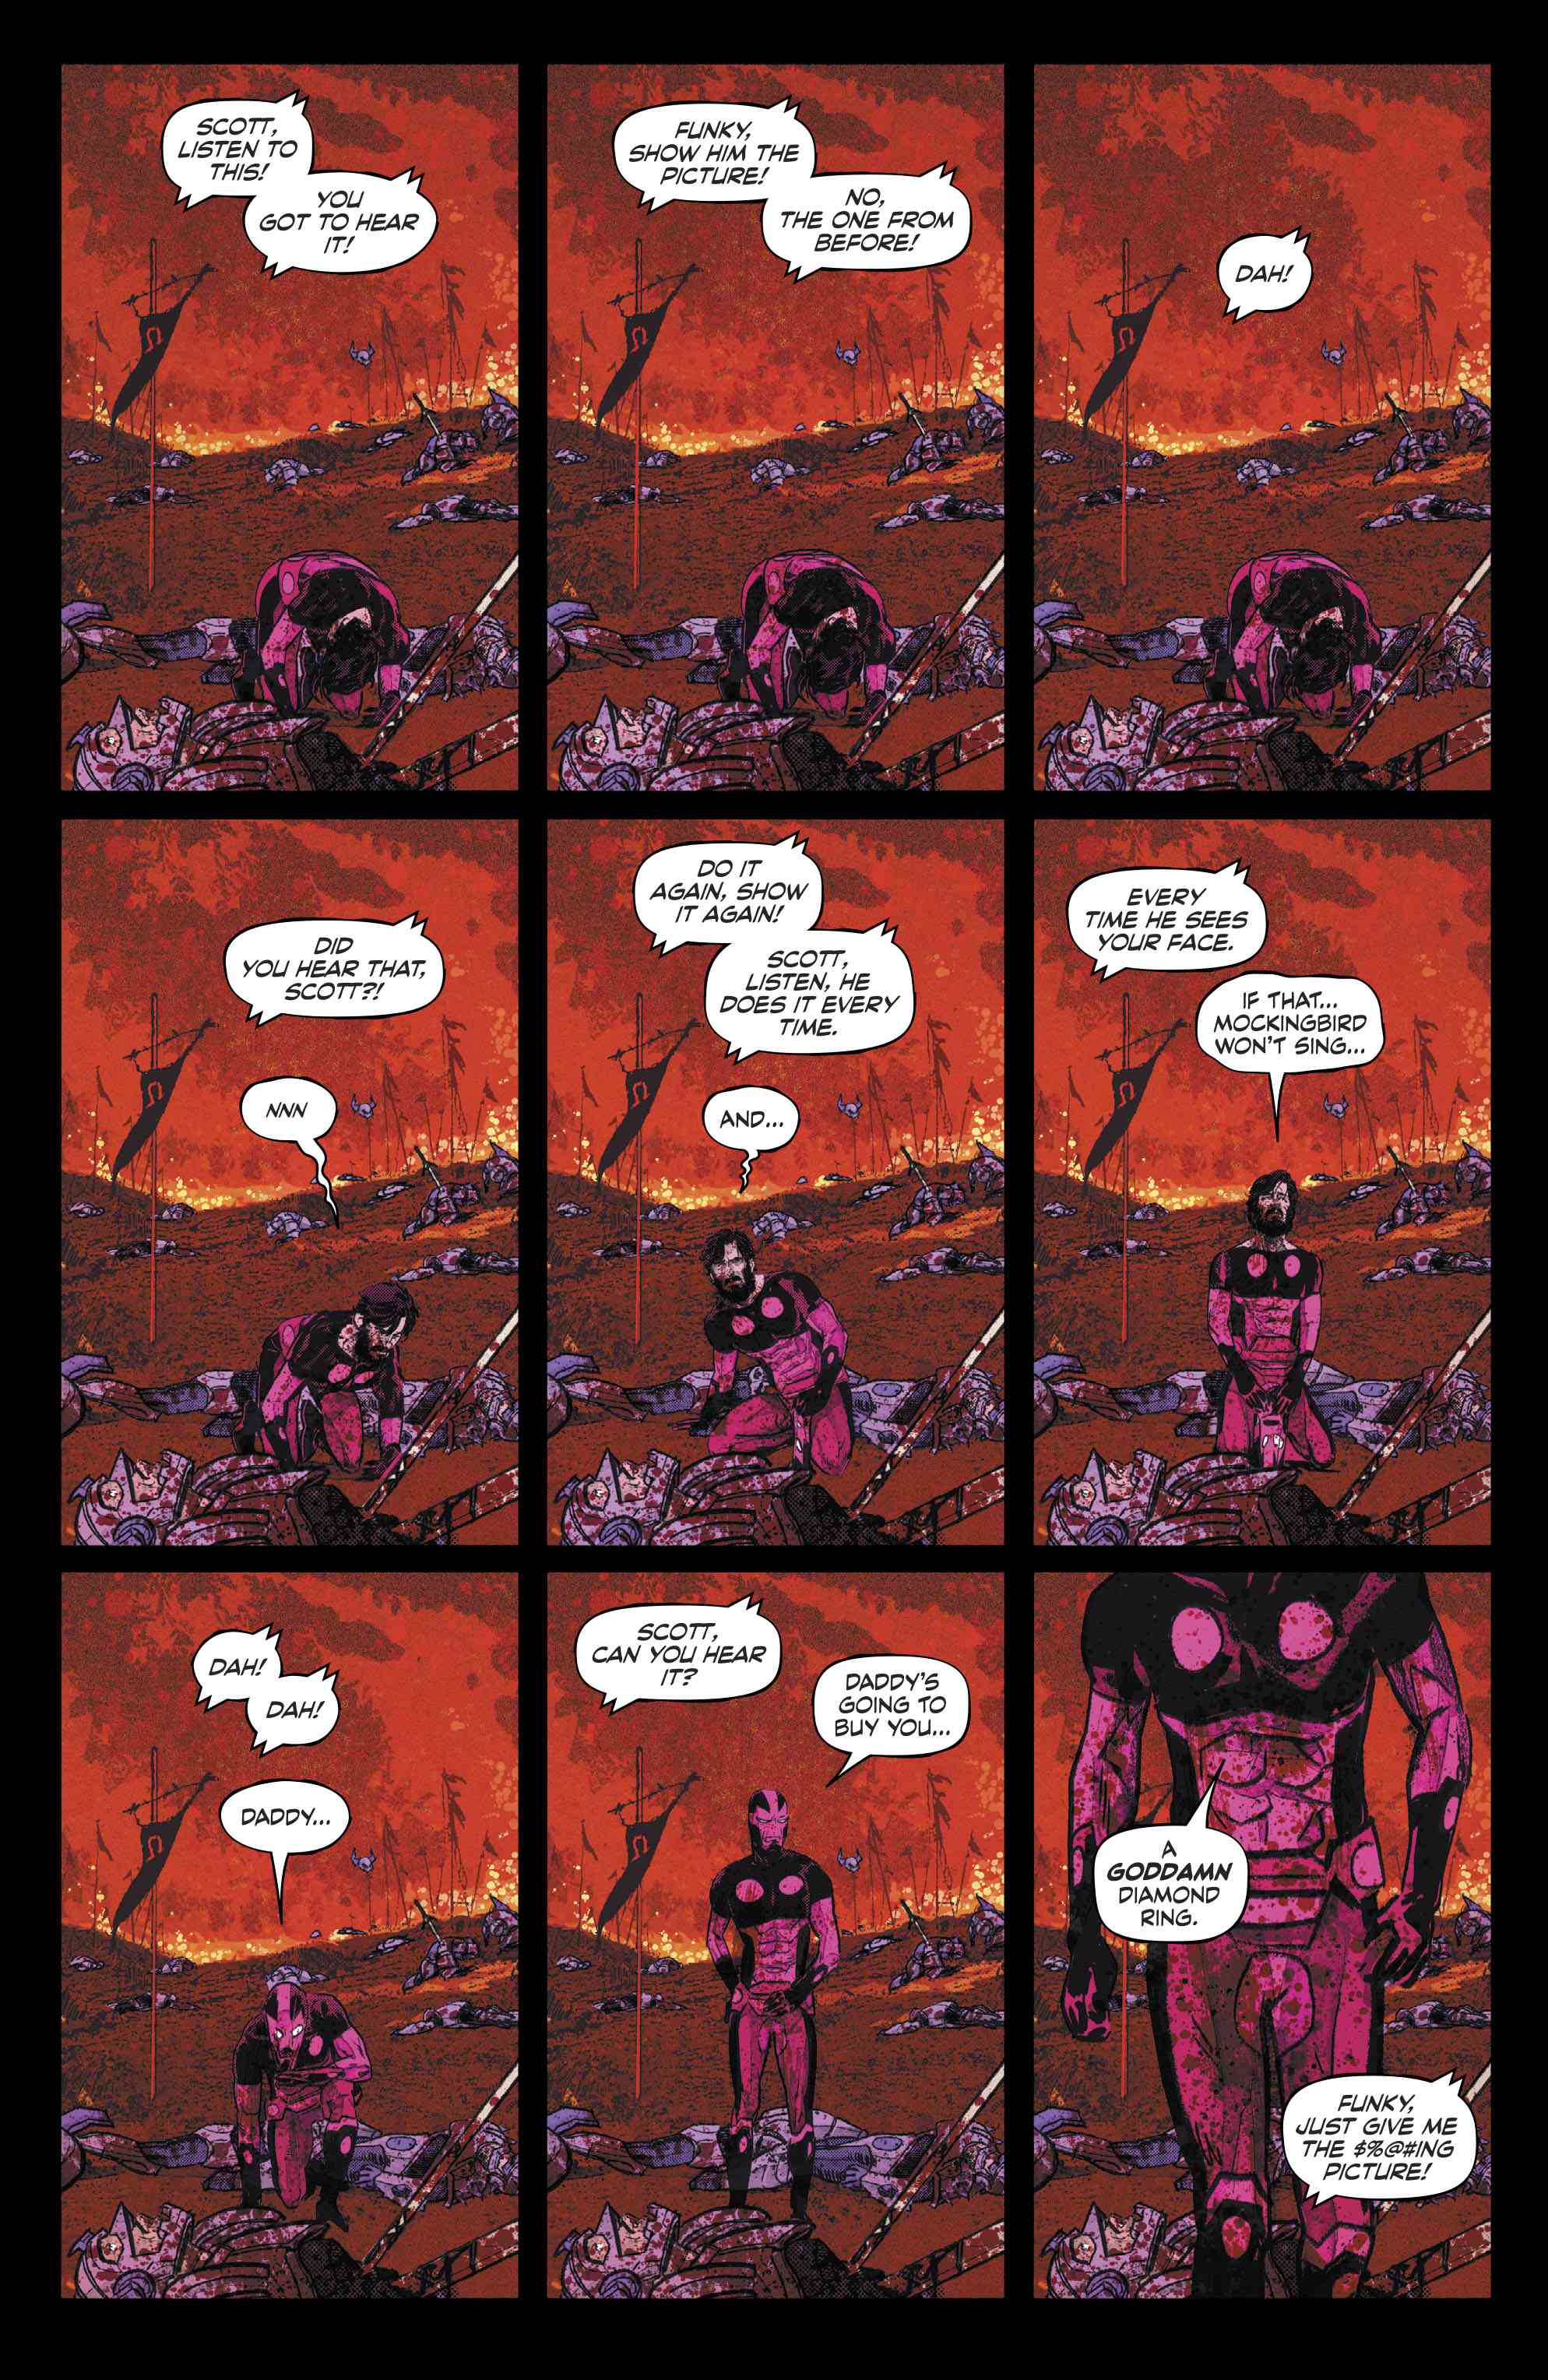 SCOTT,
LISTEN TO
THIS!
YOU
GOT TO HEAR
IT!
FUNKY,
SHOW HIM THE
PICTURE!
NO,
THE ONE FROM
BEFORE!
DAH!
DID
YOU HEAR THAT,
SCOTT?!
NNN
DO IT
AGAIN, SHOW
IT AGAIN!
SCOTT,
LISTEN, HE
DOES IT EVERY
TIME.
AND...
EVERY
TIME HE SEES
YOUR FACE.
IF THAT...
MOCKINGBIRD
WON'T SING...
DAH!
DAH!
DADDY...
SCOTT,
CAN YOU HEAR
IT?
DADDY'S
GOING TO
BUY YOU...
A
GODDAMN
DIAMOND
RING.
FUNKY,
JUST GIVE ME
THE $%@#ING
PICTURE!